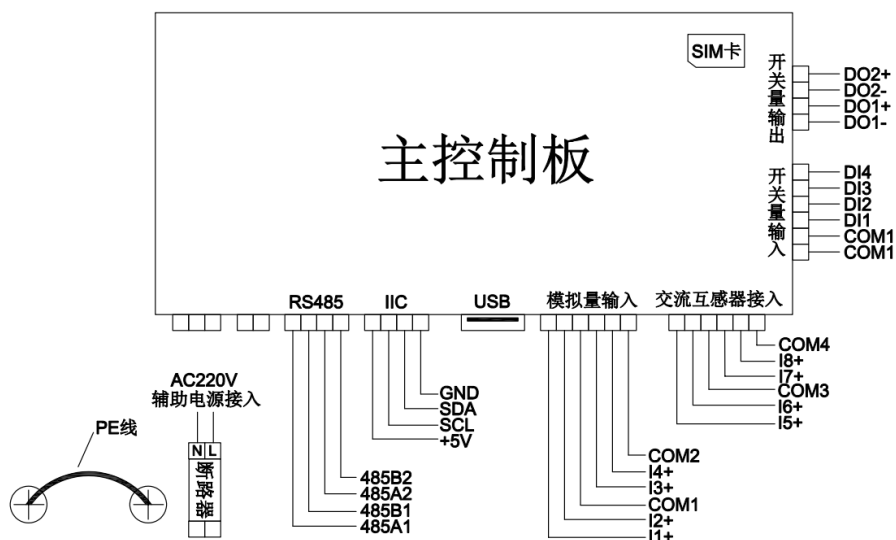 SIM卡
开关量输出
DO2+
DO2-
DO1+
DO1-
主控制板
开关量输入
DI4
DI3
DI2
DI1
COM1
COM1
RS485
IIC
USB
模拟量输入
交流互感器接入
COM4
I8+
I7+
COM3
I6+
I5+
AC220V
辅助电源接入
GND
SDA
SCL
+5V
PE线
N L
断路器
485B2
485A2
485B1
485A1
COM2
I4+
I3+
COM1
I2+
I1+